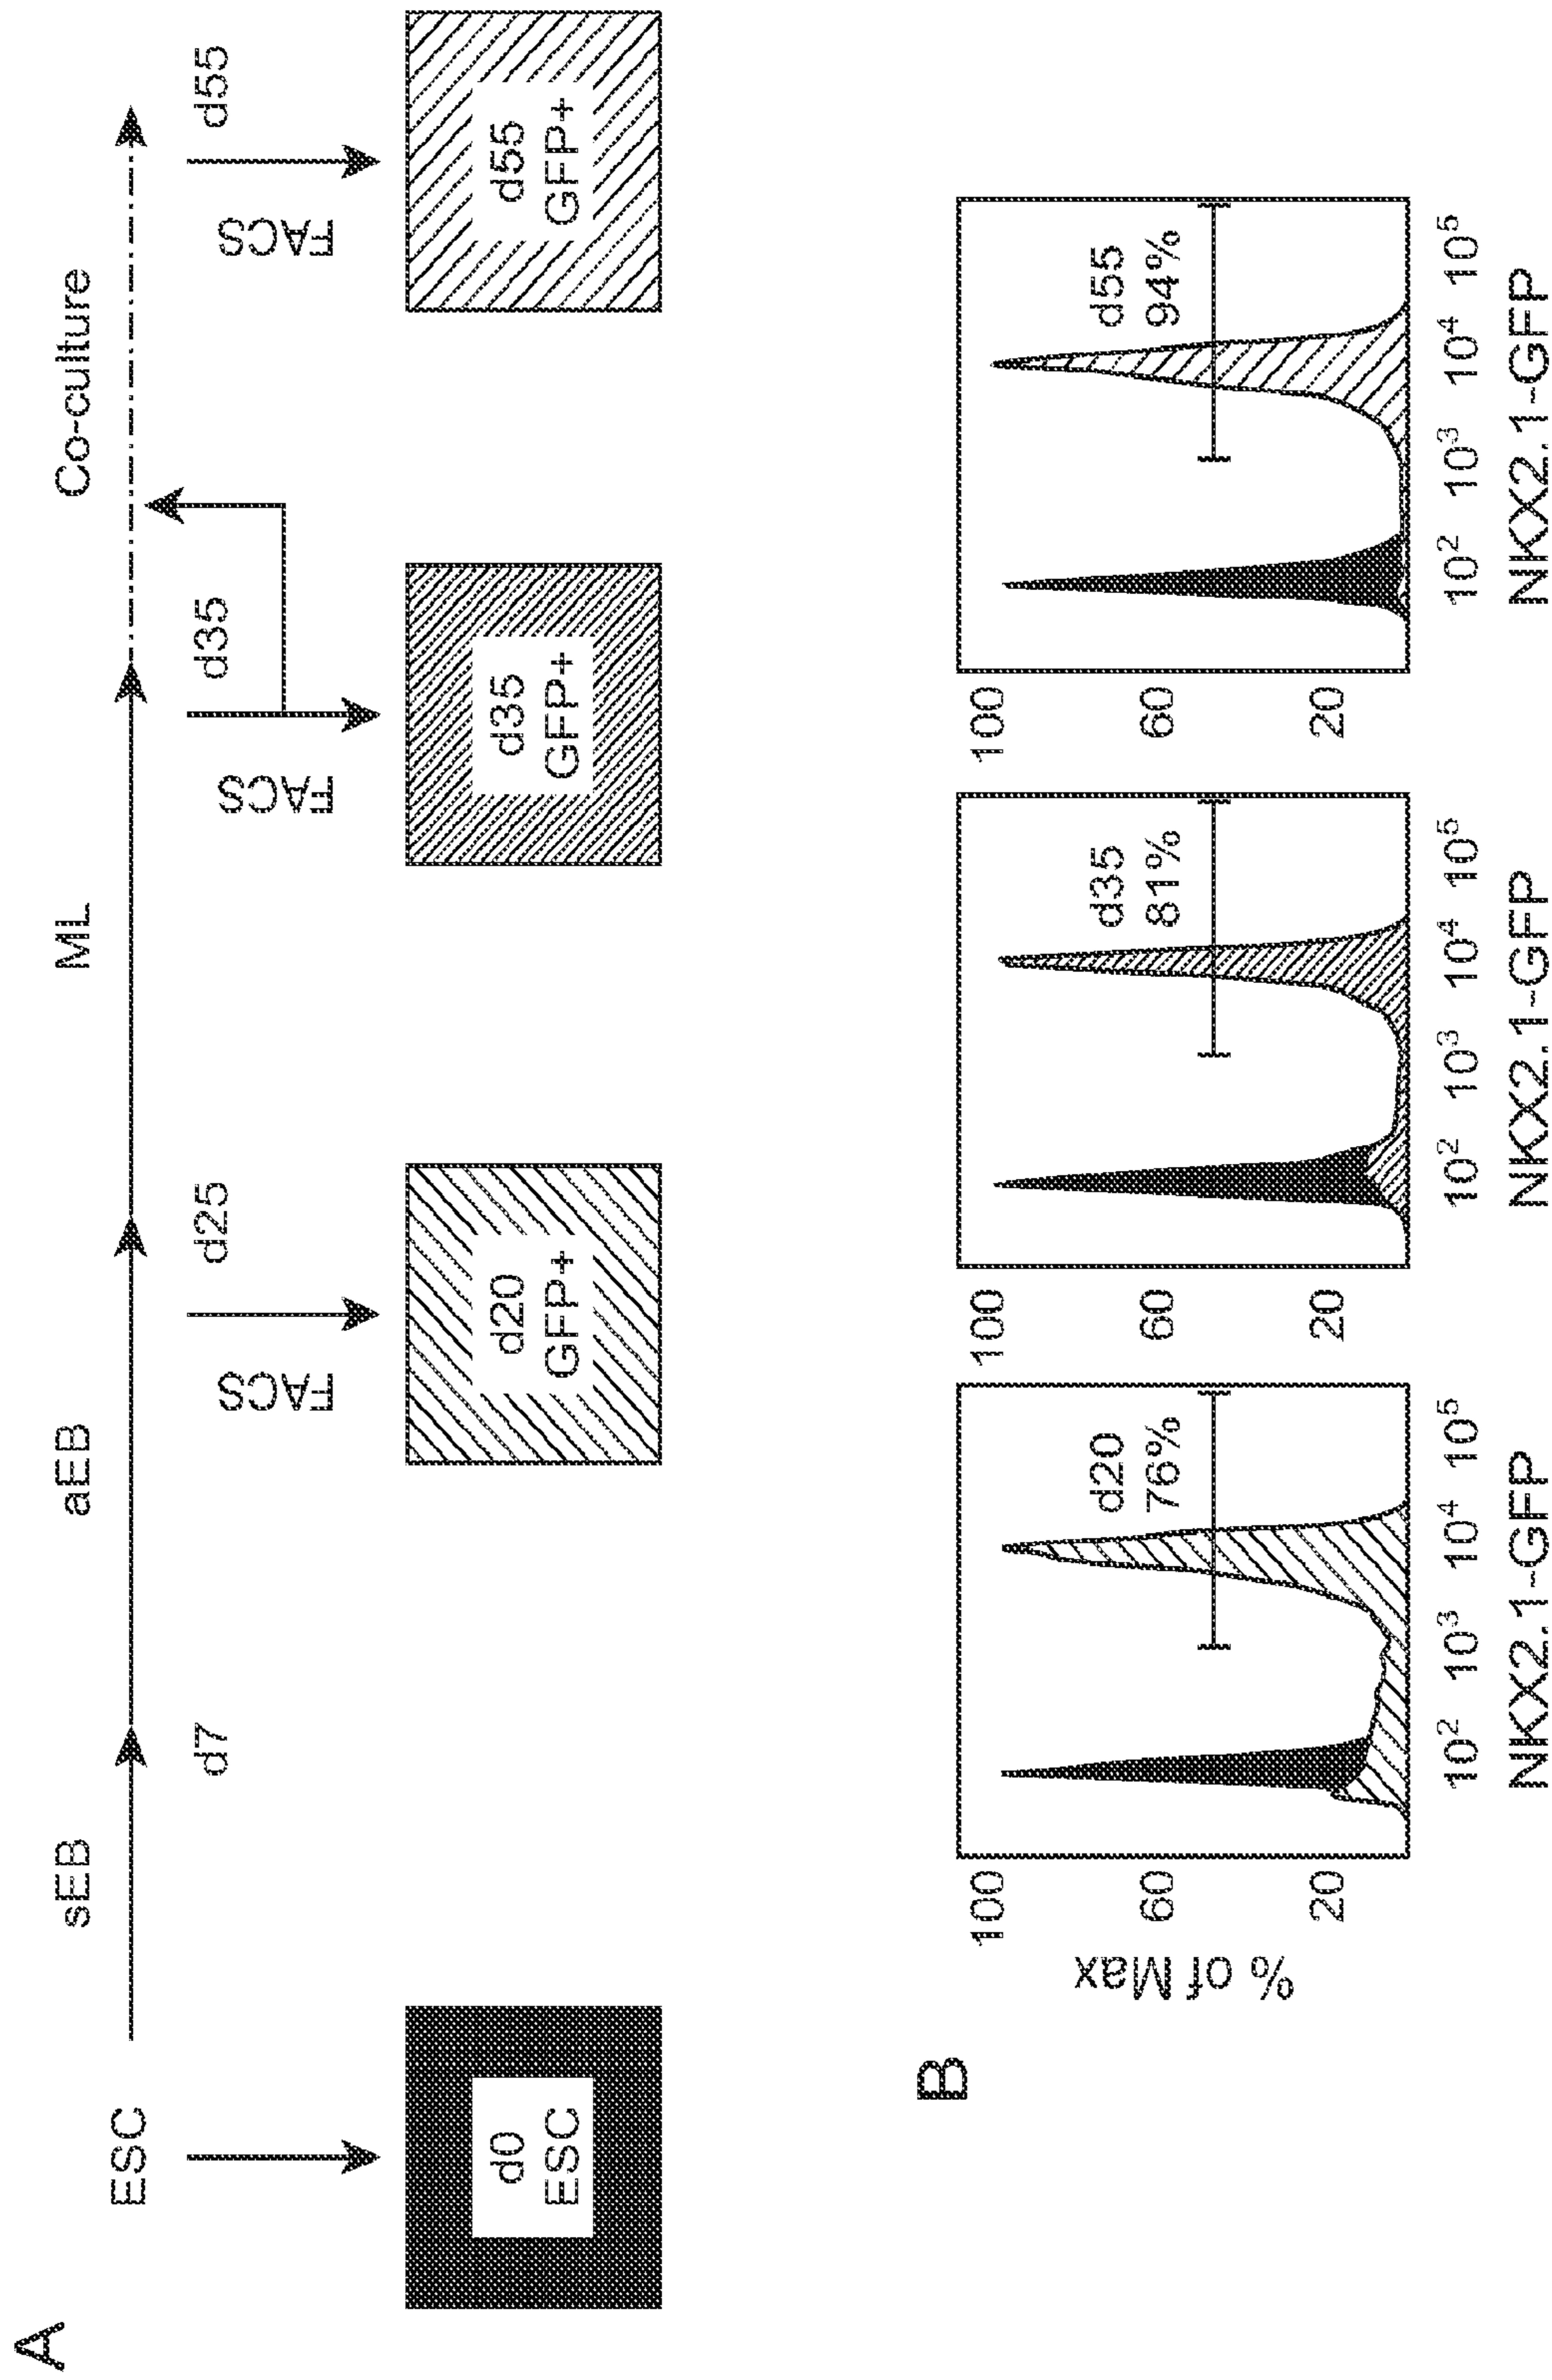 A
sEB
aEB
ML
Co-culture
ESC
d7
d25
d35
d55
FACS
FACS
FACS
d0
ESC
d20
GFP+
d35
GFP+
d55
GFP+
B
% of Max
100
60
20
d20
76%
10² 10³ 10⁴ 10⁵
NKX2.1-GFP
100
60
20
d35
81%
10² 10³ 10⁴ 10⁵
NKX2.1-GFP
100
60
20
d55
94%
10² 10³ 10⁴ 10⁵
NKX2.1-GFP